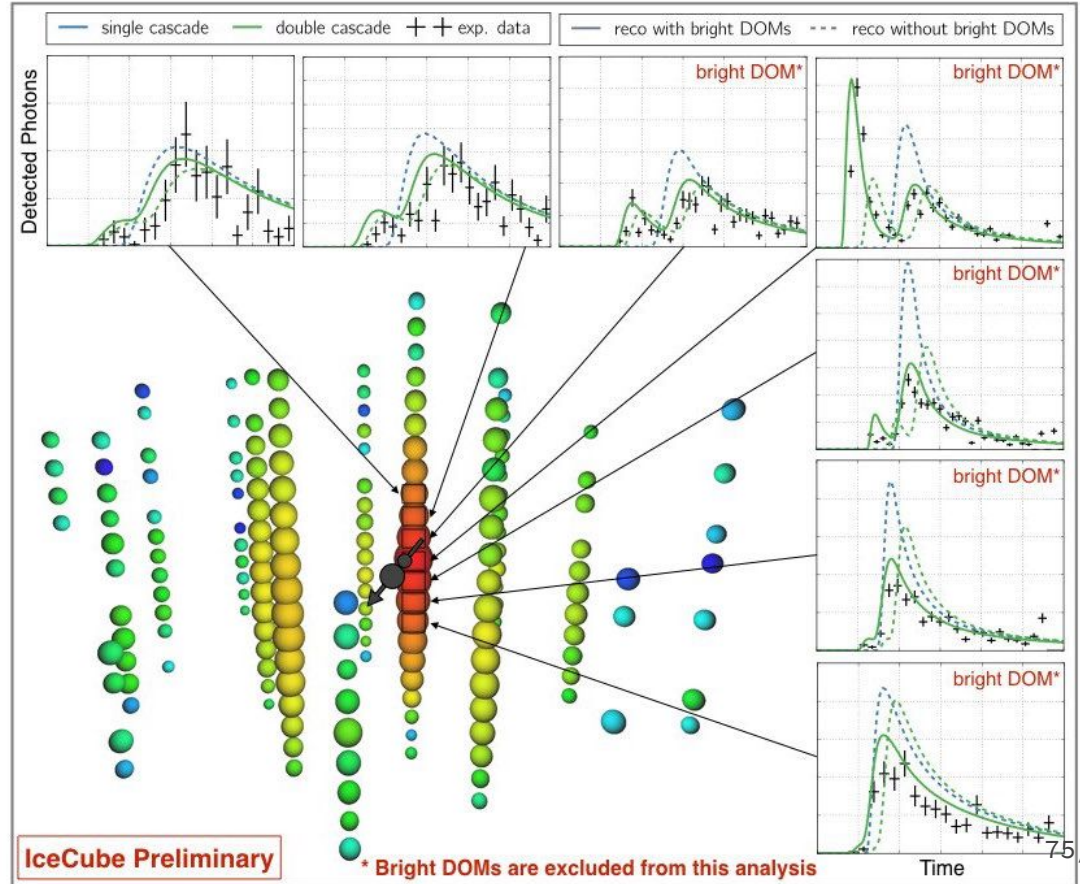 single cascade double cascade exp. data
reco with bright DOMs reco without bright DOMs
Detected Photons
bright DOM*
bright DOM*
bright DOM*
bright DOM*
bright DOM*
IceCube Preliminary
* Bright DOMs are excluded from this analysis
Time
75